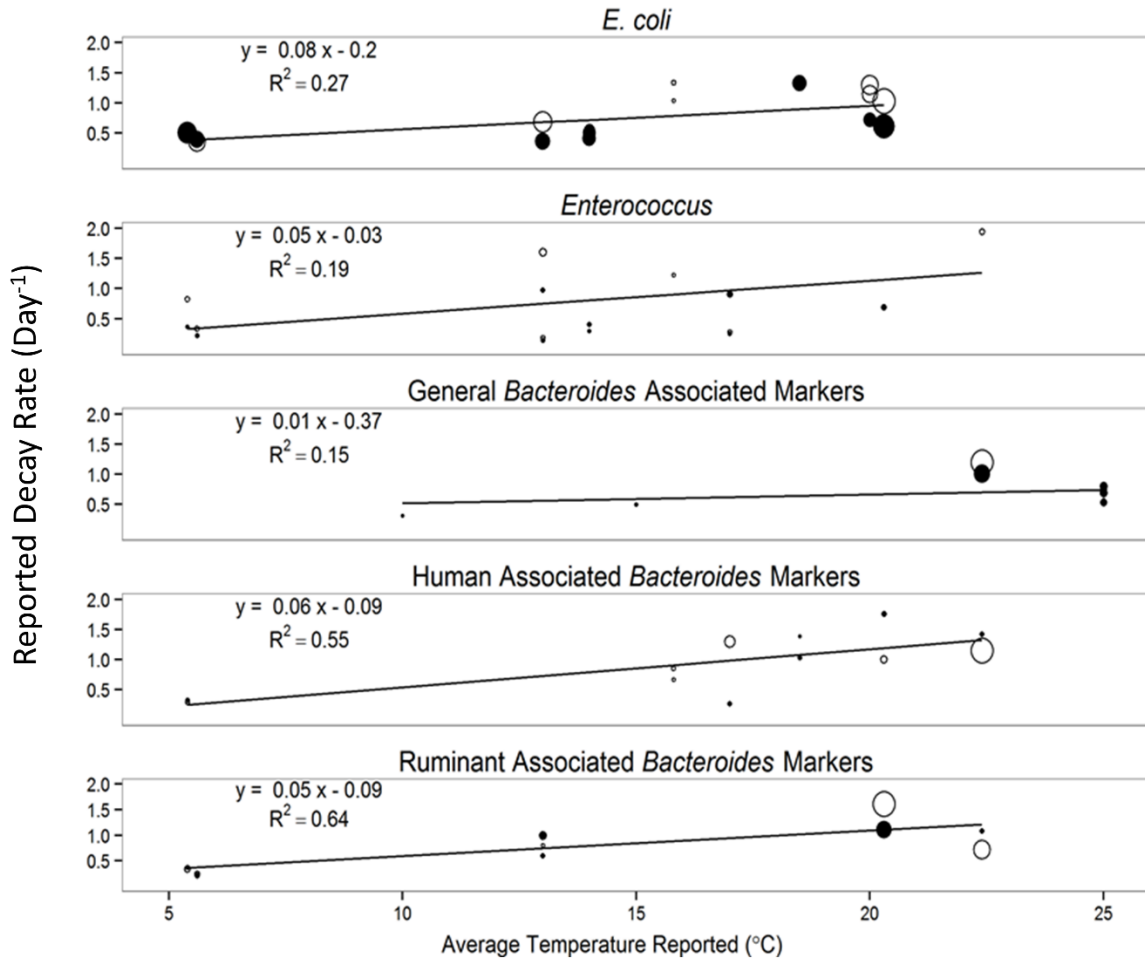 E. coli
y = 0.08 x - 0.2
R² = 0.27
2.0
1.5
1.0
0.5
Enterococcus
y = 0.05 x - 0.03
R² = 0.19
2.0
1.5
1.0
0.5
General Bacteroides Associated Markers
y = 0.01 x - 0.37
R² = 0.15
2.0
1.5
1.0
0.5
Human Associated Bacteroides Markers
y = 0.06 x - 0.09
R² = 0.55
2.0
1.5
1.0
0.5
Ruminant Associated Bacteroides Markers
y = 0.05 x - 0.09
R² = 0.64
2.0
1.5
1.0
0.5
5 10 15 20 25
Average Temperature Reported (°C)
Reported Decay Rate (Day⁻¹)